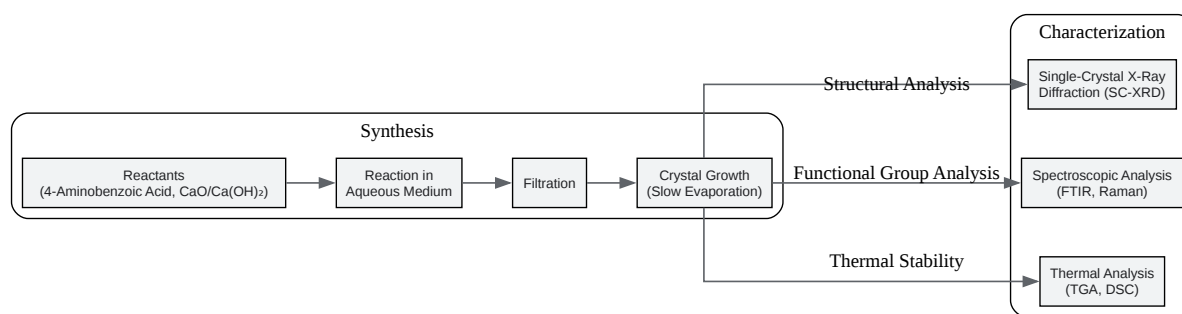 Characterization
Structural Analysis
Single-Crystal X-Ray
Diffraction (SC-XRD)
Synthesis
Reactants
(4-Aminobenzoic Acid, CaO/Ca(OH)₂)
Reaction in
Aqueous Medium
Filtration
Crystal Growth
(Slow Evaporation)
Functional Group Analysis
Spectroscopic Analysis
(FTIR, Raman)
Thermal Stability
Thermal Analysis
(TGA, DSC)